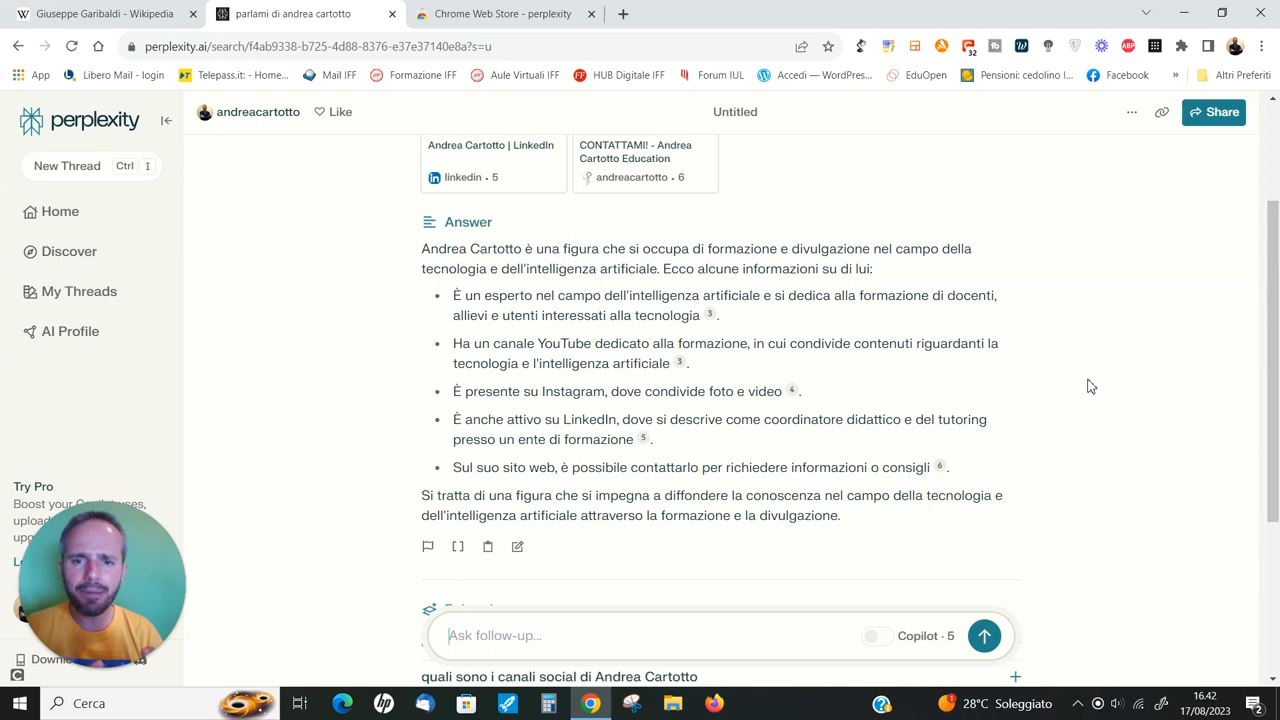 Giuseppe Garibaldi - Wikipedia
parlami di andrea cartotto
Chrome Web Store - perplexity
perplexity.ai/search/f4ab9338-b725-4d88-8376-e37e37140e8a?s=u
32
ABP
App
Libero Mail - login
Telepass.it: - Home...
Mail IFF
Formazione IFF
Aule Virtuali IFF
HUB Digitale IFF
Forum IUL
Accedi — WordPres...
EduOpen
Pensioni: cedolino I...
Facebook
»
Altri Preferiti
perplexity
andreacartotto
Like
Untitled
Share
New Thread
Ctrl
I
Home
Discover
My Threads
AI Profile
Andrea Cartotto | LinkedIn
linkedin • 5
CONTATTAMI! - Andrea
Cartotto Education
andreacartotto • 6
Answer
Andrea Cartotto è una figura che si occupa di formazione e divulgazione nel campo della
tecnologia e dell'intelligenza artificiale. Ecco alcune informazioni su di lui:
• È un esperto nel campo dell'intelligenza artificiale e si dedica alla formazione di docenti,
allievi e utenti interessati alla tecnologia 3.
• Ha un canale YouTube dedicato alla formazione, in cui condivide contenuti riguardanti la
tecnologia e l'intelligenza artificiale 3.
• È presente su Instagram, dove condivide foto e video 4.
• È anche attivo su LinkedIn, dove si descrive come coordinatore didattico e del tutoring
presso un ente di formazione 5.
• Sul suo sito web, è possibile contattarlo per richiedere informazioni o consigli 6.
Si tratta di una figura che si impegna a diffondere la conoscenza nel campo della tecnologia e
dell'intelligenza artificiale attraverso la formazione e la divulgazione.
Try Pro
Boost your
uses,
upload
upg
Ask follow-up...
Copilot • 5
quali sono i canali social di Andrea Cartotto
Cerca
28°C Soleggiato
16.42
17/08/2023
2